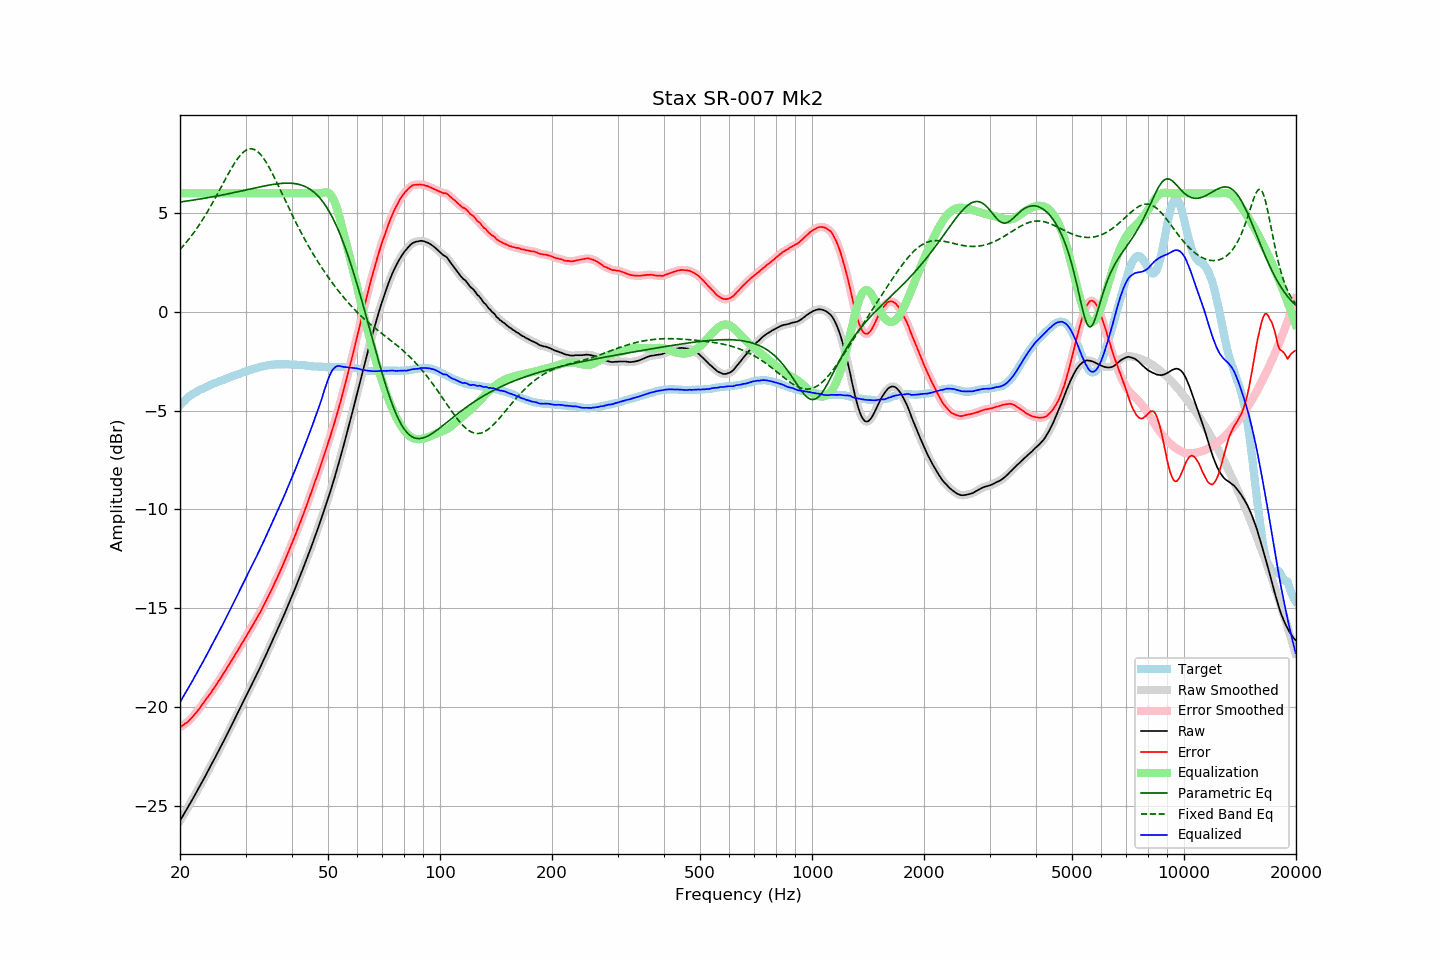 Stax SR-007 Mk2
Amplitude (dBr)
5
0
−5
−10
−15
−20
−25
20
50
100
200
500
1000
2000
5000
10000
20000
Frequency (Hz)
Target
Raw Smoothed
Error Smoothed
Raw
Error
Equalization
Parametric Eq
Fixed Band Eq
Equalized